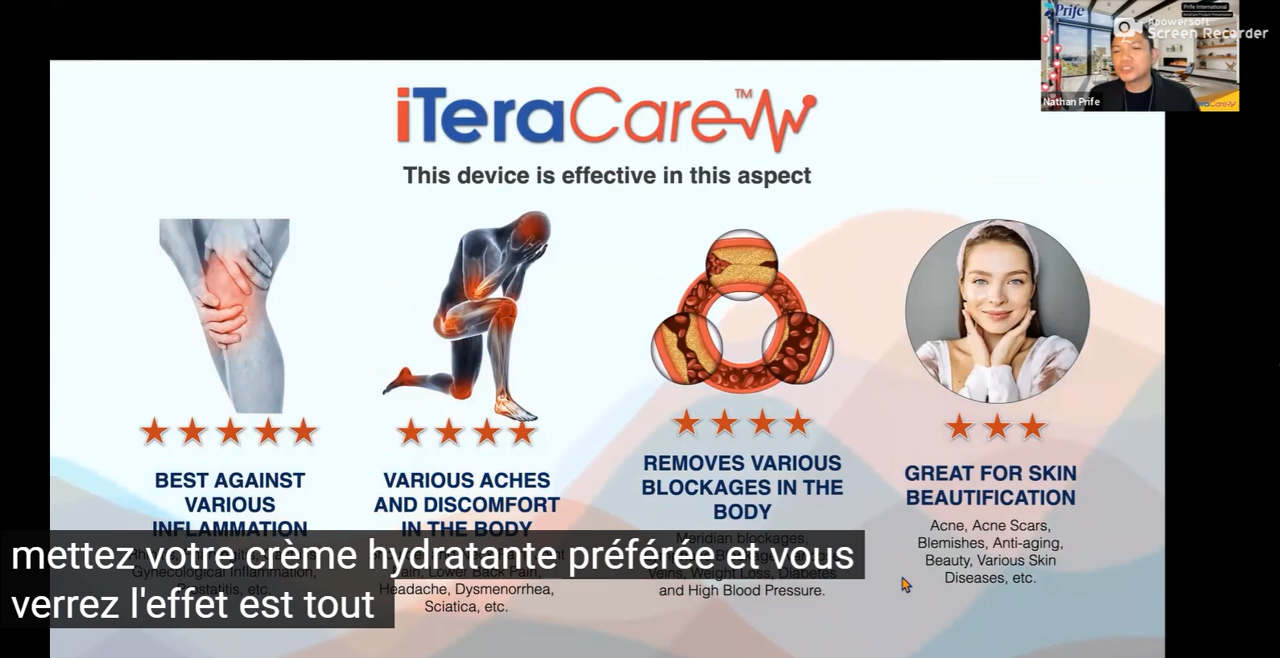 Prife
Prife International
Apowersoft
Screen Recorder
Nathan Prife
iTeraCare™
This device is effective in this aspect
BEST AGAINST
VARIOUS
INFLAMMATION
Gynecological Inflammation,
Prostatitis, etc.
VARIOUS ACHES
AND DISCOMFORT
IN THE BODY
Pain, Lower Back Pain,
Headache, Dysmenorrhea,
Sciatica, etc.
REMOVES VARIOUS
BLOCKAGES IN THE
BODY
Meridian blockages,
Veins, Weight Loss, Diabetes
and High Blood Pressure.
GREAT FOR SKIN
BEAUTIFICATION
Acne, Acne Scars,
Blemishes, Anti-aging,
Beauty, Various Skin
Diseases, etc.
mettez votre crème hydratante préférée et vous
verrez l'effet est tout